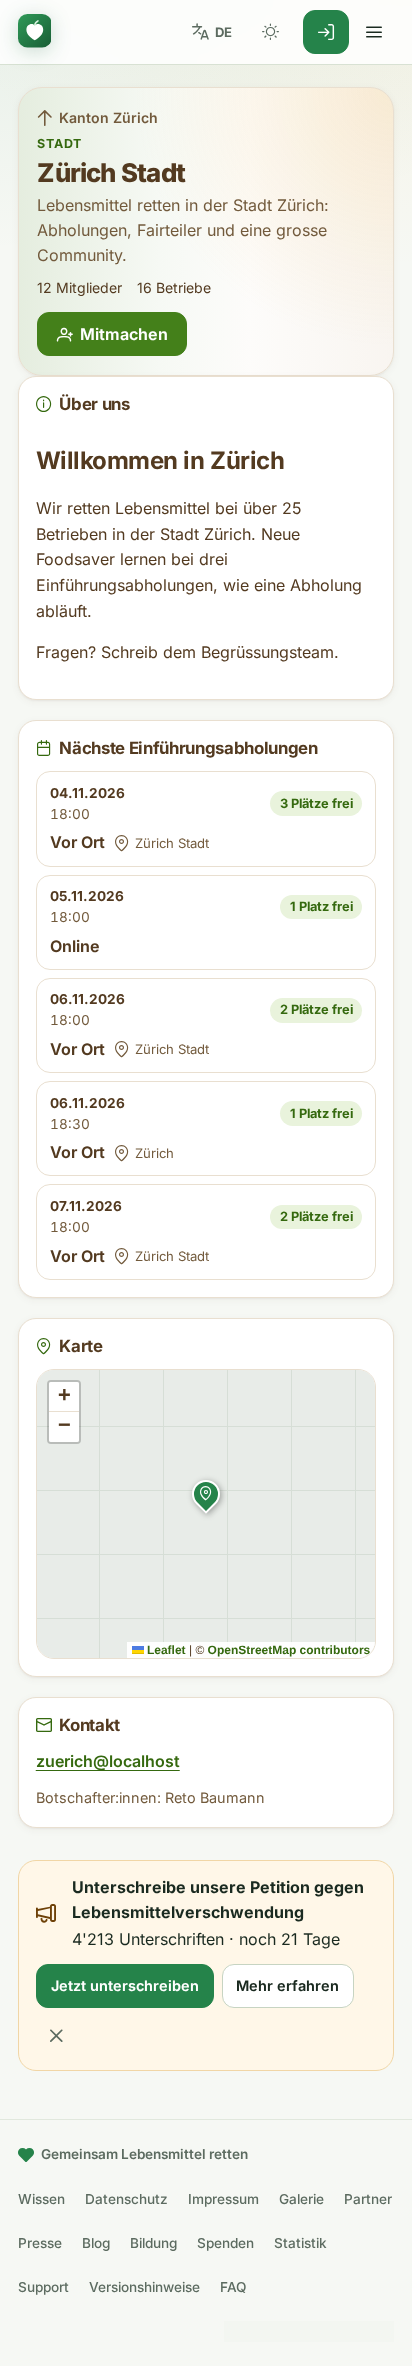 DE
Kanton Zürich
STADT
Zürich Stadt
Lebensmittel retten in der Stadt Zürich:
Abholungen, Fairteiler und eine grosse
Community.
12 Mitglieder 16 Betriebe
Mitmachen
Über uns
Willkommen in Zürich
Wir retten Lebensmittel bei über 25
Betrieben in der Stadt Zürich. Neue
Foodsaver lernen bei drei
Einführungsabholungen, wie eine Abholung
abläuft.
Fragen? Schreib dem Begrüssungsteam.
Nächste Einführungsabholungen
04.11.2026
18:00
3 Plätze frei
Vor Ort Zürich Stadt
05.11.2026
18:00
1 Platz frei
Online
06.11.2026
18:00
2 Plätze frei
Vor Ort Zürich Stadt
06.11.2026
18:30
1 Platz frei
Vor Ort Zürich
07.11.2026
18:00
2 Plätze frei
Vor Ort Zürich Stadt
Karte
+
−
Leaflet | © OpenStreetMap contributors
Kontakt
zuerich@localhost
Botschafter:innen: Reto Baumann
Unterschreibe unsere Petition gegen
Lebensmittelverschwendung
4'213 Unterschriften · noch 21 Tage
Jetzt unterschreiben Mehr erfahren
Gemeinsam Lebensmittel retten
Wissen Datenschutz Impressum Galerie Partner
Presse Blog Bildung Spenden Statistik
Support Versionshinweise FAQ